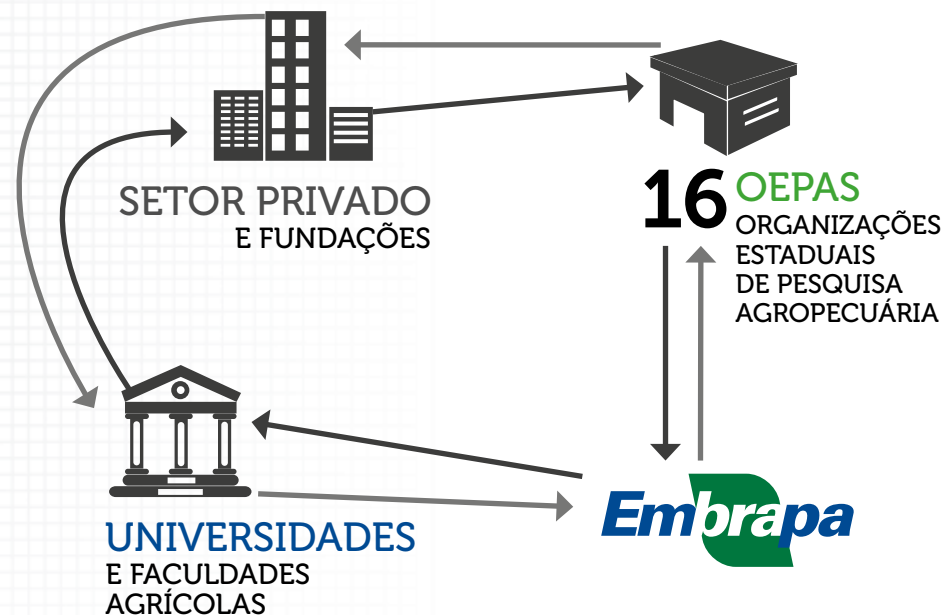 SETOR PRIVADO
E FUNDAÇÕES
16 OEPAS
ORGANIZAÇÕES
ESTADUAIS
DE PESQUISA
AGROPECUÁRIA
UNIVERSIDADES
E FACULDADES
AGRÍCOLAS
Embrapa